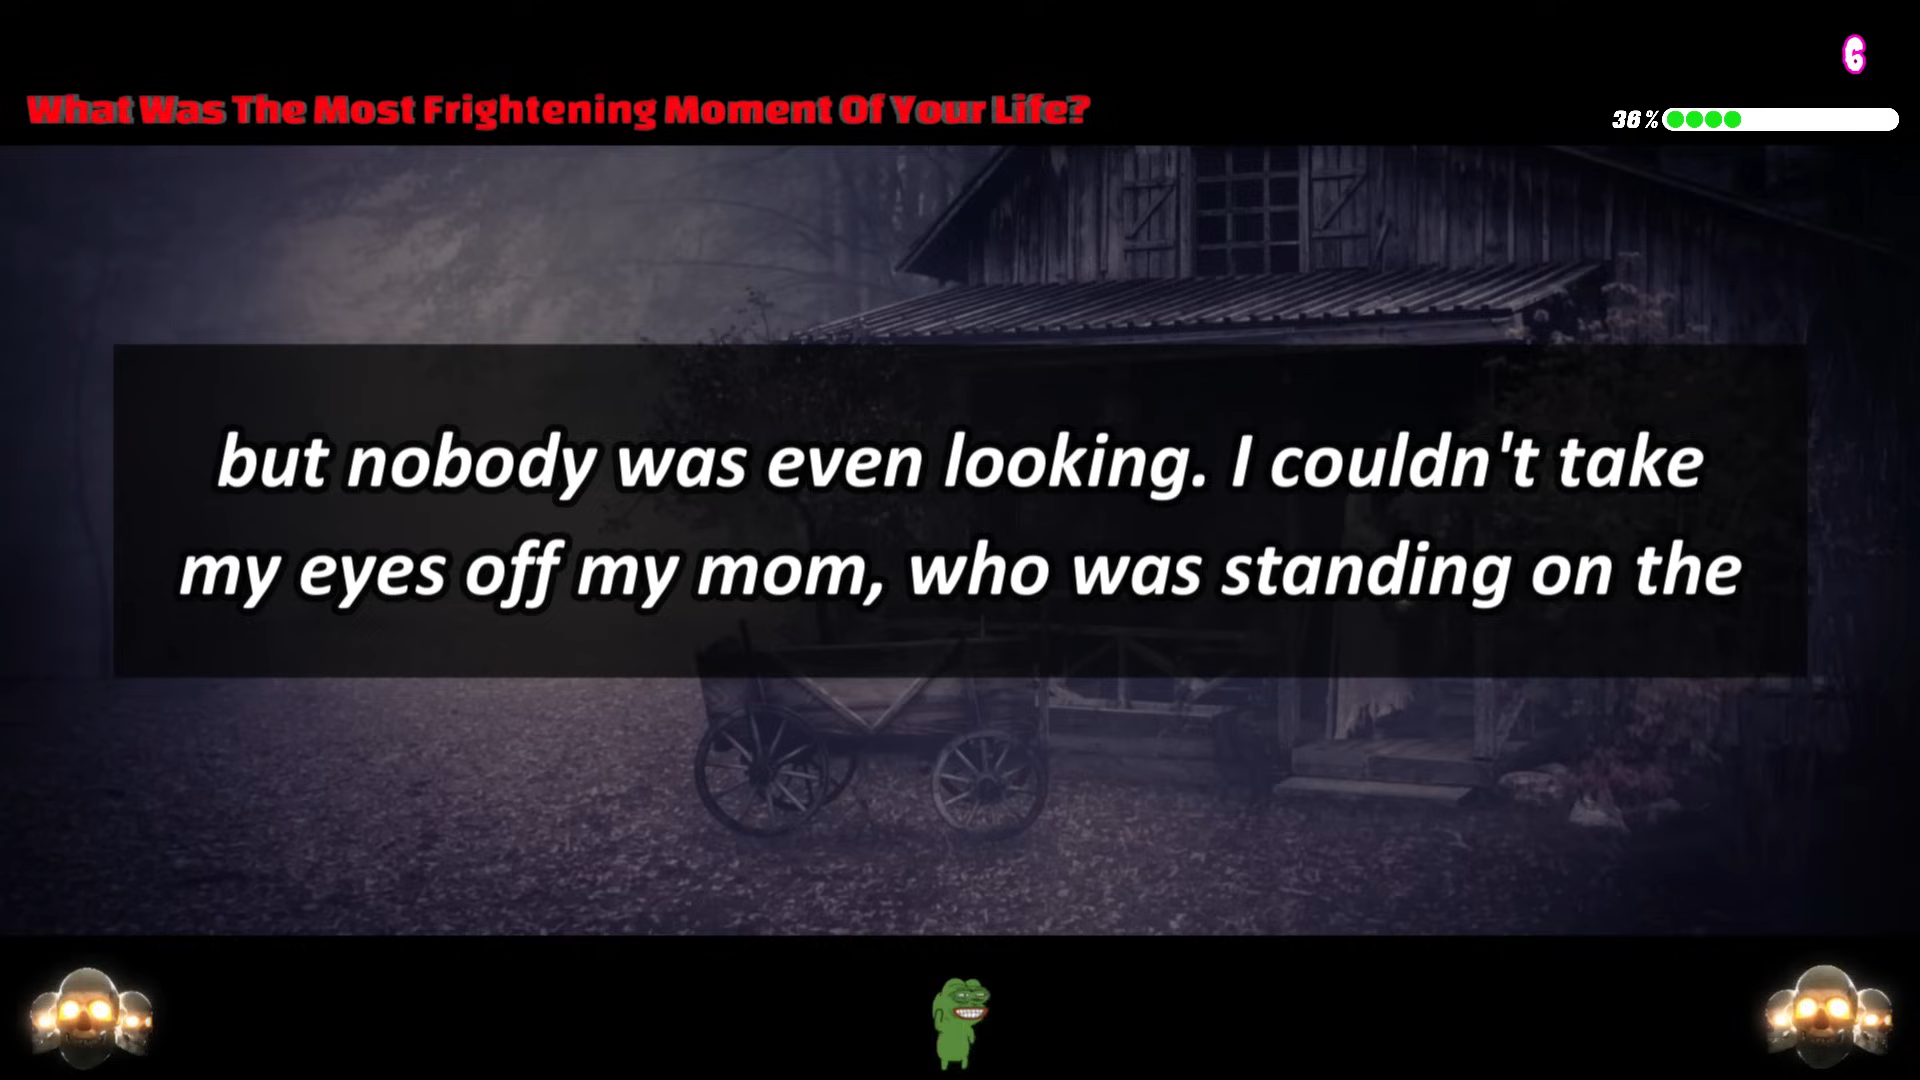 6
What Was The Most Frightening Moment Of Your Life?
36%
but nobody was even looking. I couldn't take
my eyes off my mom, who was standing on the